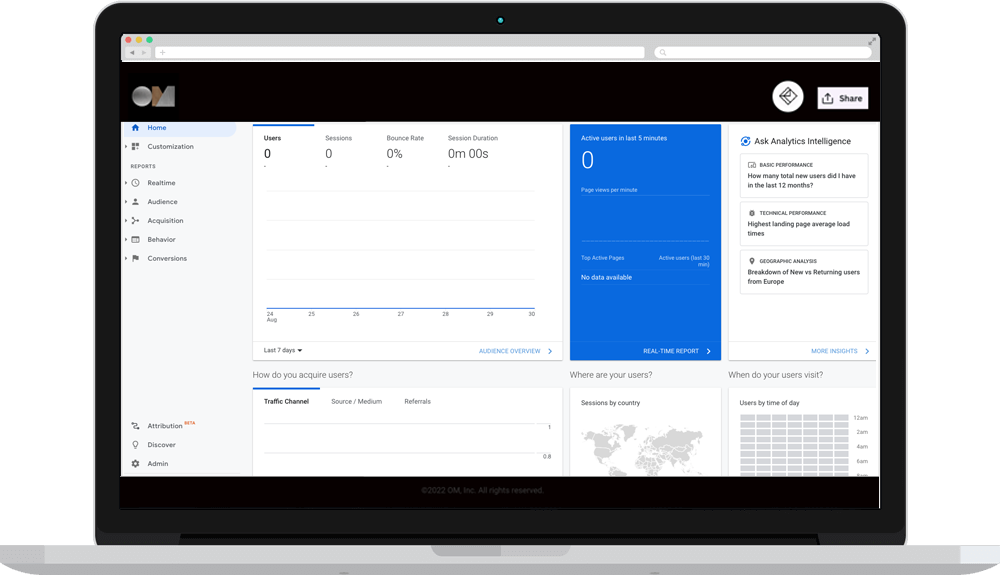 OM
Share
Home
Customization
REPORTS
Realtime
Audience
Acquisition
Behavior
Conversions
Attribution BETA
Discover
Admin
Users
0
-
Sessions
0
-
Bounce Rate
0%
-
Session Duration
0m 00s
-
24
Aug
25
26
27
28
29
30
Last 7 days
AUDIENCE OVERVIEW
Active users in last 5 minutes
0
Page views per minute
Top Active Pages
Active users (last 30
min)
No data available
REAL-TIME REPORT
Ask Analytics Intelligence
BASIC PERFORMANCE
How many total new users did I have
in the last 12 months?
TECHNICAL PERFORMANCE
Highest landing page average load
times
GEOGRAPHIC ANALYSIS
Breakdown of New vs Returning users
from Europe
MORE INSIGHTS
How do you acquire users?
Traffic Channel
Source / Medium
Referrals
1
0.8
Where are your users?
Sessions by country
When do your users visit?
Users by time of day
12am
2am
4am
6am
8am
©2022 OM, Inc. All rights reserved.